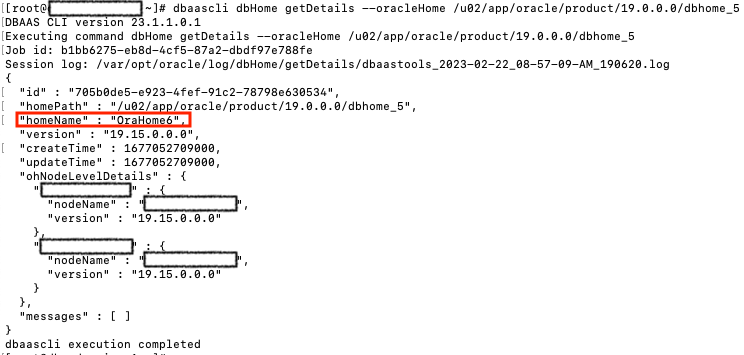 [[root@ ~]# dbaascli dbHome getDetails --oracleHome /u02/app/oracle/product/19.0.0.0/dbhome_5
DBAAS CLI version 23.1.1.0.1
Executing command dbHome getDetails --oracleHome /u02/app/oracle/product/19.0.0.0/dbhome_5
Job id: b1bb6275-eb8d-4cf5-87a2-dbdf97e788fe
Session log: /var/opt/oracle/log/dbHome/getDetails/dbaastools_2023-02-22_08-57-09-AM_190620.log
{
[ "id" : "705b0de5-e923-4fef-91c2-78798e630534",
[ "homePath" : "/u02/app/oracle/product/19.0.0.0/dbhome_5",
[ "homeName" : "OraHome6",
"version" : "19.15.0.0.0",
[ "createTime" : 1677052709000,
"updateTime" : 1677052709000,
"ohNodeLevelDetails" : {
" " : {
"nodeName" : " ",
"version" : "19.15.0.0.0"
},
" " : {
"nodeName" : " ",
"version" : "19.15.0.0.0"
}
},
"messages" : [ ]
}
dbaascli execution completed